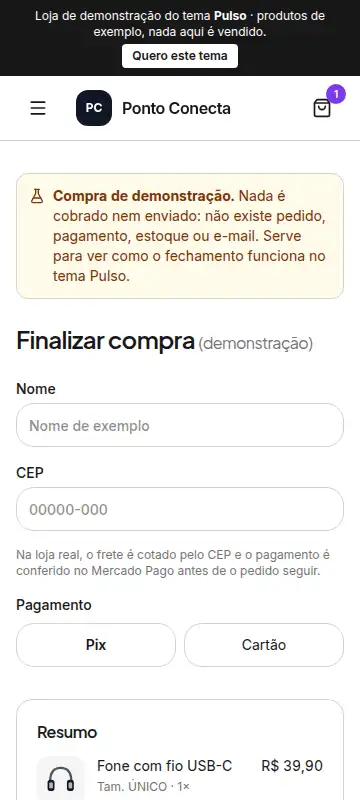 Loja de demonstração do tema Pulso · produtos de
exemplo, nada aqui é vendido.
Quero este tema
PC
Ponto Conecta
1
Compra de demonstração. Nada é
cobrado nem enviado: não existe pedido,
pagamento, estoque ou e-mail. Serve
para ver como o fechamento funciona no
tema Pulso.
Finalizar compra (demonstração)
Nome
Nome de exemplo
CEP
00000-000
Na loja real, o frete é cotado pelo CEP e o pagamento é
conferido no Mercado Pago antes de o pedido seguir.
Pagamento
Pix
Cartão
Resumo
Fone com fio USB-C
R$ 39,90
Tam. ÚNICO · 1×